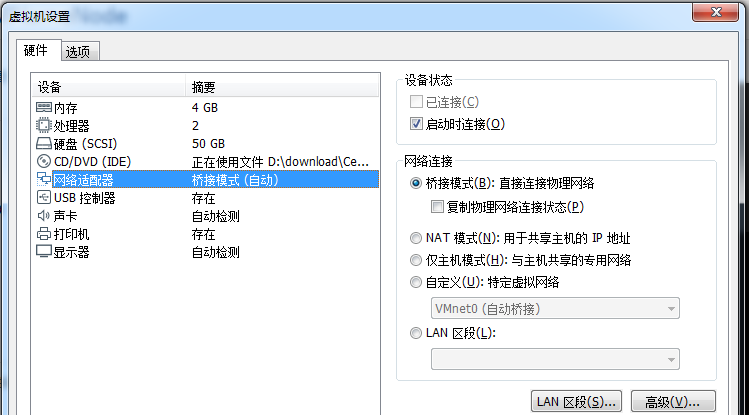 虚拟机设置
硬件 选项
设备 摘要
内存 4 GB
处理器 2
硬盘 (SCSI) 50 GB
CD/DVD (IDE) 正在使用文件 D:\download\Ce...
网络适配器 桥接模式 (自动)
USB 控制器 存在
声卡 自动检测
打印机 存在
显示器 自动检测
设备状态
已连接(C)
启动时连接(O)
网络连接
桥接模式(B): 直接连接物理网络
复制物理网络连接状态(P)
NAT 模式(N): 用于共享主机的 IP 地址
仅主机模式(H): 与主机共享的专用网络
自定义(U): 特定虚拟网络
VMnet0 (自动桥接)
LAN 区段(L):
LAN 区段(S)... 高级(V)...